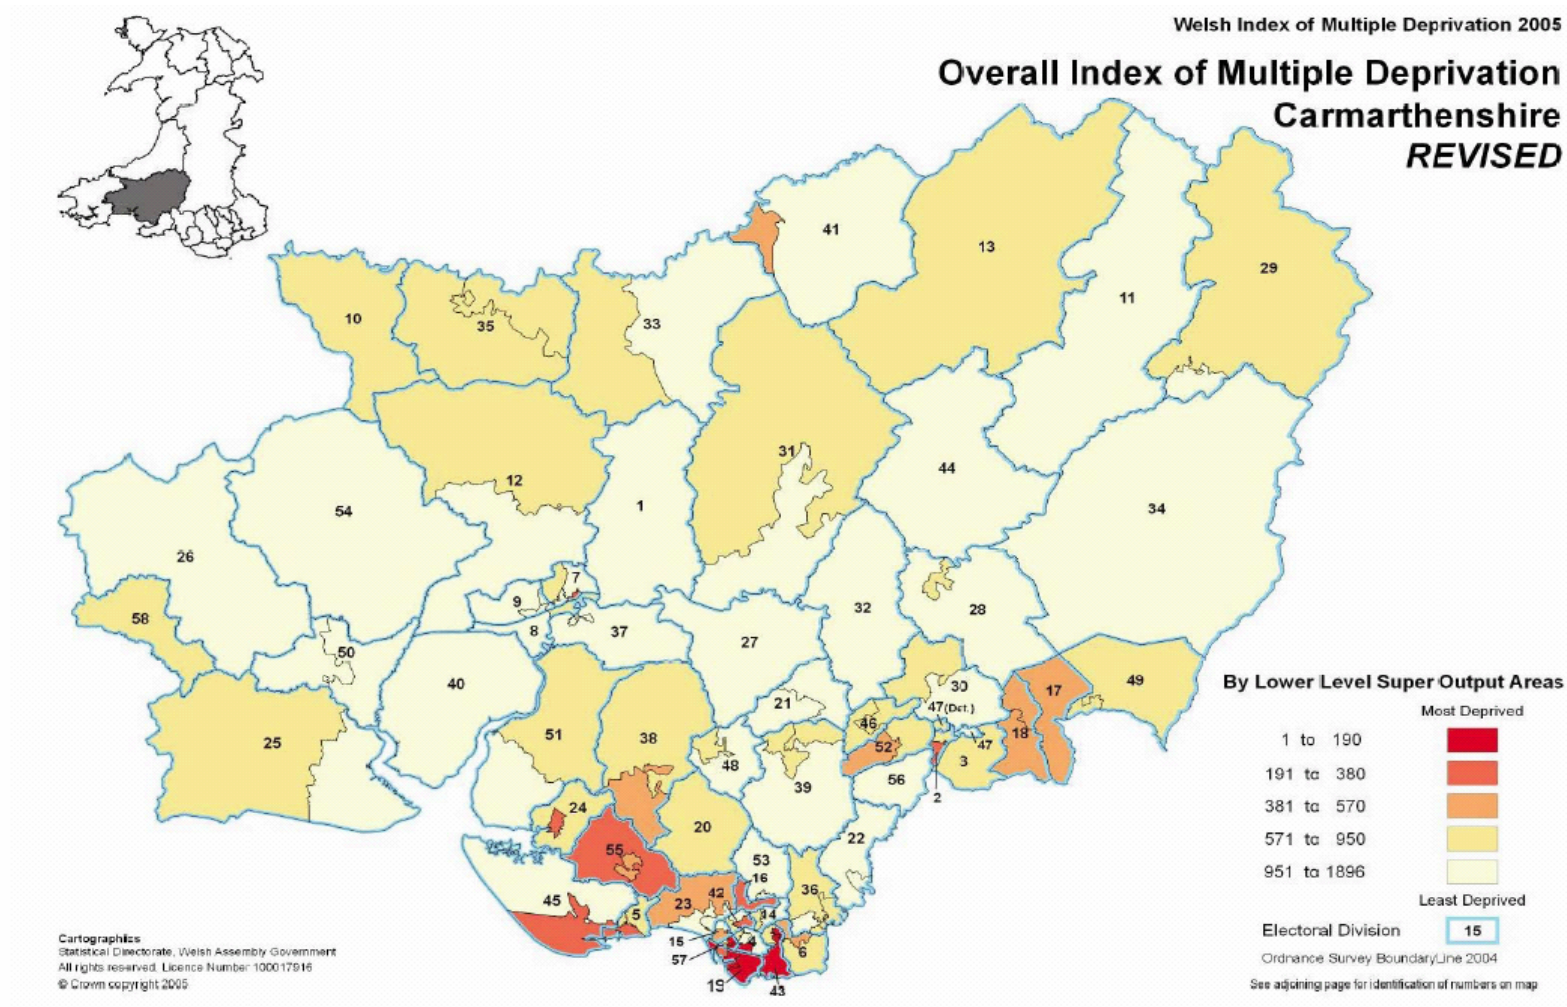 Welsh Index of Multiple Deprivation 2005
Overall Index of Multiple Deprivation
Carmarthenshire
REVISED
41
13
29
11
10
35
33
31
44
12
1
34
54
26
7
9
58
8
37
32
28
27
50
40
30
21
47(Det.)
17
49
25
51
38
46
52
18
47
3
48
39
56
2
24
20
22
55
53
16
36
45
42
23
5
14
15
4
57
6
19
43
By Lower Level Super Output Areas
Most Deprived
1 to 190
191 to 380
381 to 570
571 to 950
951 to 1896
Least Deprived
Electoral Division 15
Ordnance Survey BoundaryLine 2004
See adjoining page for identification of numbers on map
Cartographics
Statistical Directorate, Welsh Assembly Government
All rights reserved. Licence Number 100017916
© Crown copyright 2005